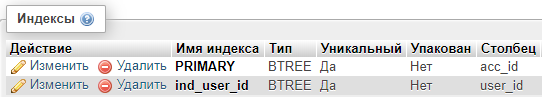 Индексы
Действие Имя индекса Тип Уникальный Упакован Столбец
Изменить Удалить PRIMARY BTREE Да Нет acc_id
Изменить Удалить ind_user_id BTREE Да Нет user_id